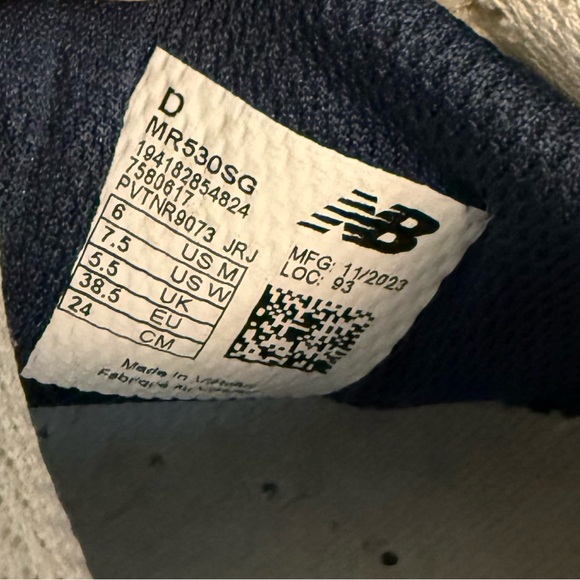 D
MR530SG
194182854824
7580617
PVTNR9073 JRJ
6 US M
7.5 US W
5.5 UK
38.5 EU
24 CM
Made in Vietnam
NB
MFG: 11/2023
LOC: 93